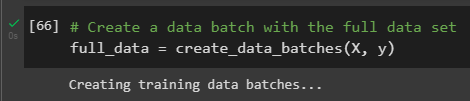 [66] # Create a data batch with the full data set
0s
full_data = create_data_batches(X, y)
Creating training data batches...